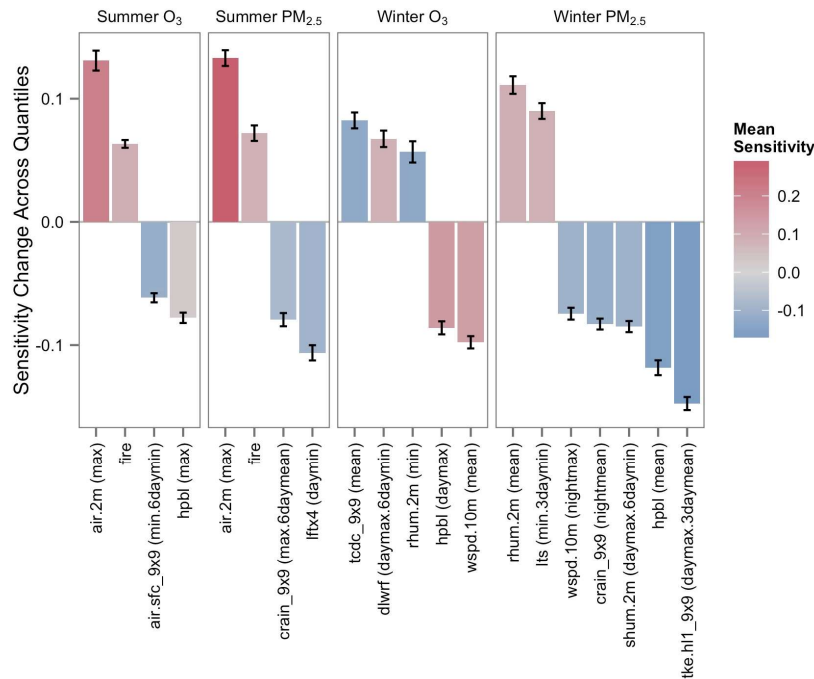 Summer O₃
Summer PM₂.₅
Winter O₃
Winter PM₂.₅
Sensitivity Change Across Quantiles
0.1
0.0
-0.1
Mean
Sensitivity
0.2
0.1
0.0
-0.1
air.2m (max)
fire
air.sfc_9x9 (min.6daymin)
hpbl (max)
air.2m (max)
fire
crain_9x9 (max.6daymean)
lftx4 (daymin)
tcdc_9x9 (mean)
dlwrf (daymax.6daymin)
rhum.2m (min)
hpbl (daymax)
wspd.10m (mean)
rhum.2m (mean)
lts (min.3daymin)
wspd.10m (nightmax)
crain_9x9 (nightmean)
shum.2m (daymax.6daymin)
hpbl (mean)
tke.hl1_9x9 (daymax.3daymean)